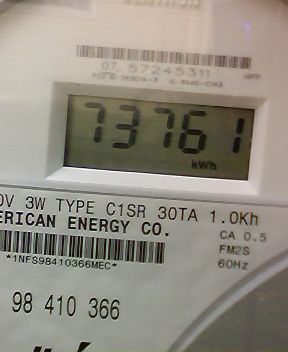 07 57245311
73761
kWh
0V 3W TYPE C1SR 30TA 1.0Kh
ERICAN ENERGY CO.
CA 0.5
FM2S
*1NFS98410366MEC*
60Hz
98 410 366